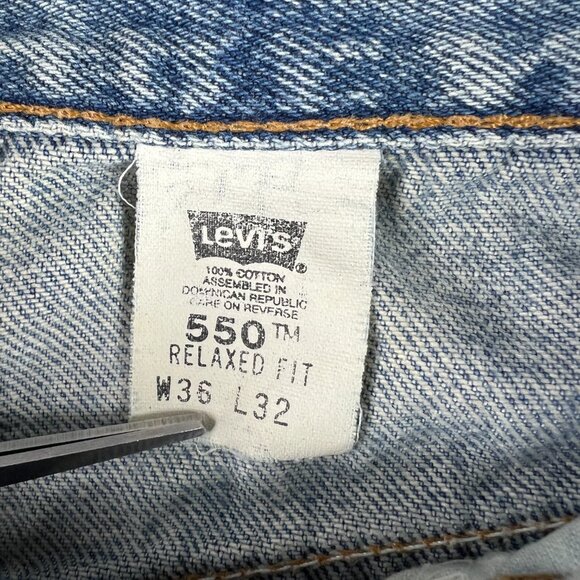 Levi's ®
100% COTTON
ASSEMBLED IN
DOMINICAN REPUBLIC
CARE ON REVERSE
550™
RELAXED FIT
W36 L32